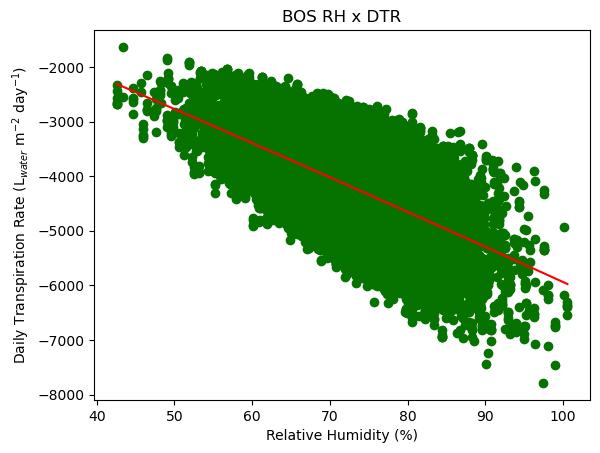 BOS RH x DTR
Daily Transpiration Rate (L$_{water}$ m$^{-2}$ day$^{-1}$)
−2000
−3000
−4000
−5000
−6000
−7000
−8000
40 50 60 70 80 90 100
Relative Humidity (%)